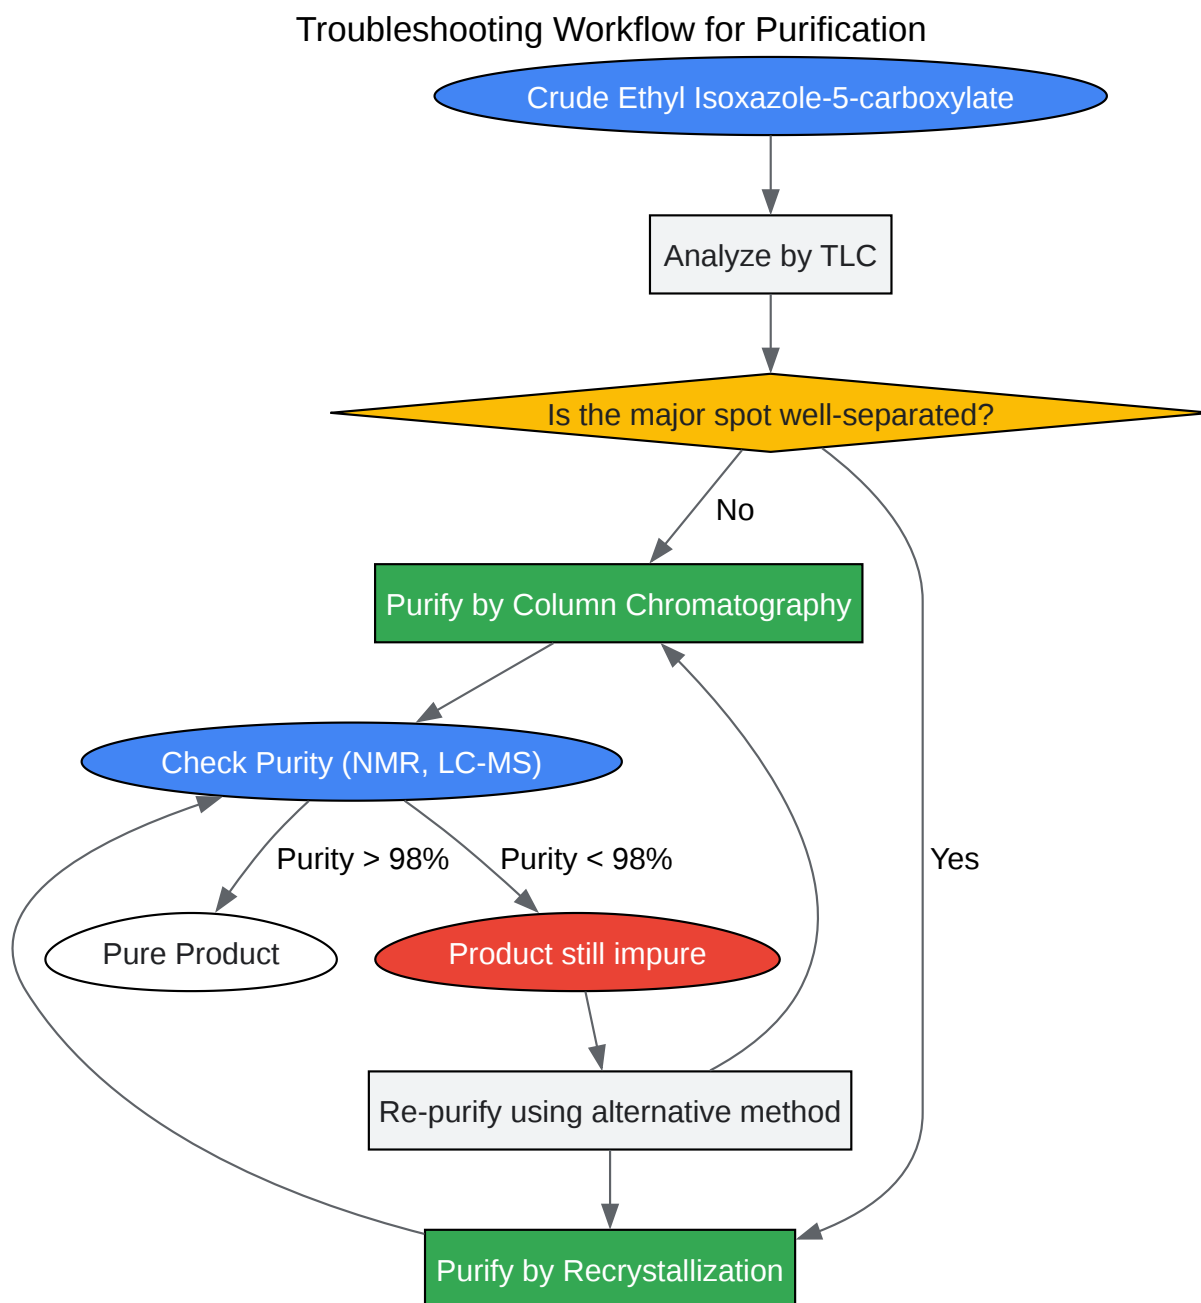 Troubleshooting Workflow for Purification
Crude Ethyl Isoxazole-5-carboxylate
Analyze by TLC
Is the major spot well-separated?
No
Purify by Column Chromatography
Check Purity (NMR, LC-MS)
Purity > 98%
Purity < 98%
Yes
Pure Product
Product still impure
Re-purify using alternative method
Purify by Recrystallization